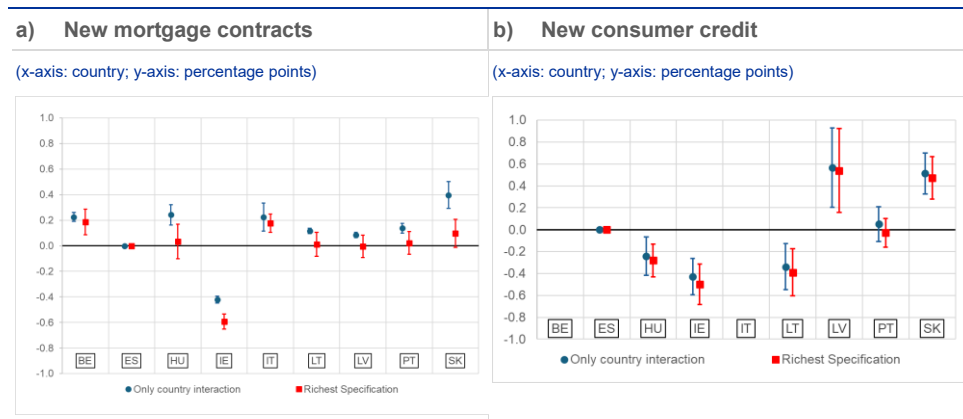 a) New mortgage contracts
(x-axis: country; y-axis: percentage points)
1.0
0.8
0.6
0.4
0.2
0.0
-0.2
-0.4
-0.6
-0.8
-1.0
BE ES HU IE IT LT LV PT SK
Only country interaction Richest Specification
b) New consumer credit
(x-axis: country; y-axis: percentage points)
1.0
0.8
0.6
0.4
0.2
0.0
-0.2
-0.4
-0.6
-0.8
-1.0
BE ES HU IE IT LT LV PT SK
Only country interaction Richest Specification